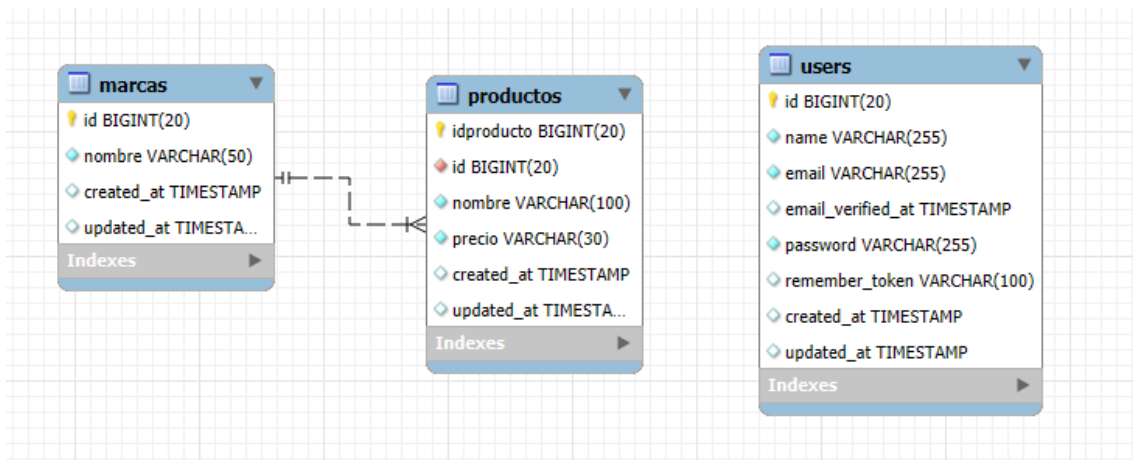 marcas
id BIGINT(20)
nombre VARCHAR(50)
created_at TIMESTAMP
updated_at TIMESTA...
Indexes
productos
idproducto BIGINT(20)
id BIGINT(20)
nombre VARCHAR(100)
precio VARCHAR(30)
created_at TIMESTAMP
updated_at TIMESTA...
Indexes
users
id BIGINT(20)
name VARCHAR(255)
email VARCHAR(255)
email_verified_at TIMESTAMP
password VARCHAR(255)
remember_token VARCHAR(100)
created_at TIMESTAMP
updated_at TIMESTAMP
Indexes